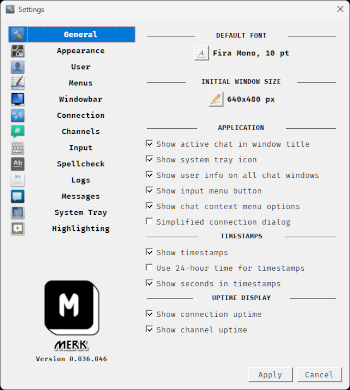 Settings
General
Appearance
User
Menus
Windowbar
Connection
Channels
Input
Spellcheck
Logs
Messages
System Tray
Highlighting
MERK
Version 0.036.046
DEFAULT FONT
Fira Mono, 10 pt
INITIAL WINDOW SIZE
640x480 px
APPLICATION
Show active chat in window title
Show system tray icon
Show user info on all chat windows
Show input menu button
Show chat context menu options
Simplified connection dialog
TIMESTAMPS
Show timestamps
Use 24-hour time for timestamps
Show seconds in timestamps
UPTIME DISPLAY
Show connection uptime
Show channel uptime
Apply
Cancel